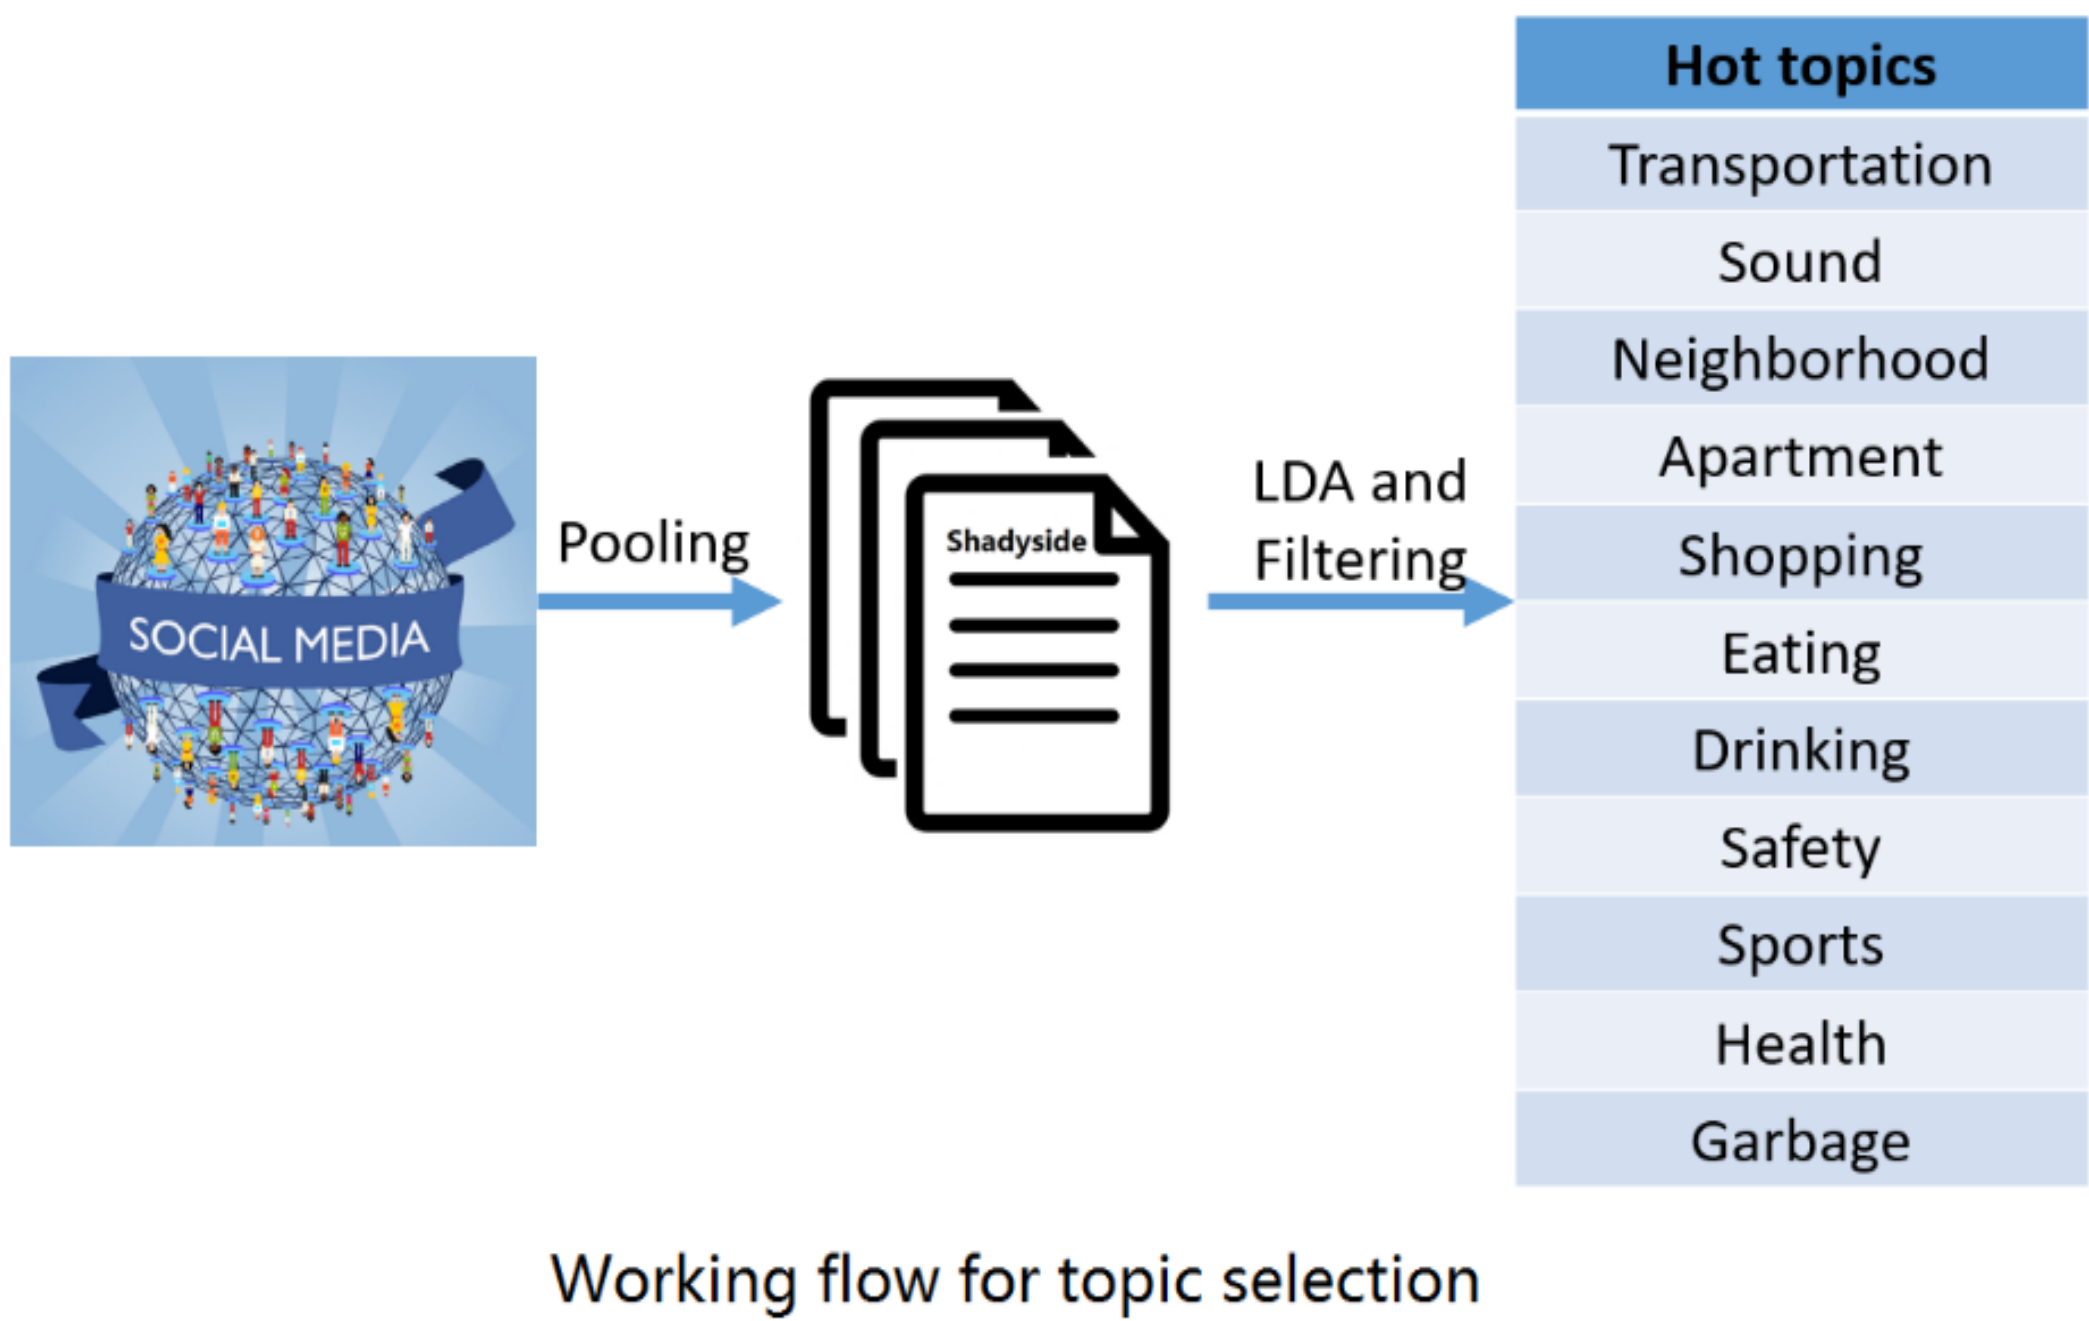 SOCIAL MEDIA
Pooling
Shadyside
LDA and
Filtering
Hot topics
Transportation
Sound
Neighborhood
Apartment
Shopping
Eating
Drinking
Safety
Sports
Health
Garbage
Working flow for topic selection